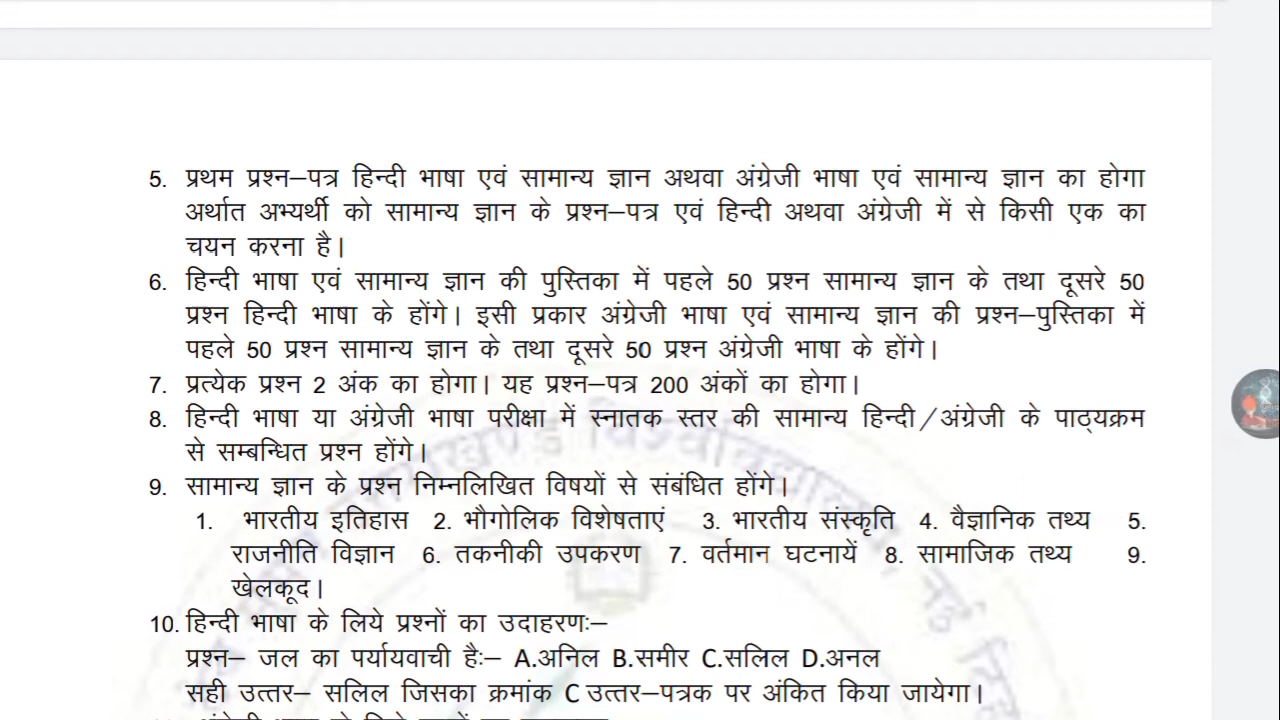 5. प्रथम प्रश्न–पत्र हिन्दी भाषा एवं सामान्य ज्ञान अथवा अंग्रेजी भाषा एवं सामान्य ज्ञान का होगा
अर्थात अभ्यर्थी को सामान्य ज्ञान के प्रश्न–पत्र एवं हिन्दी अथवा अंग्रेजी में से किसी एक का
चयन करना है।
6. हिन्दी भाषा एवं सामान्य ज्ञान की पुस्तिका में पहले 50 प्रश्न सामान्य ज्ञान के तथा दूसरे 50
प्रश्न हिन्दी भाषा के होंगे। इसी प्रकार अंग्रेजी भाषा एवं सामान्य ज्ञान की प्रश्न–पुस्तिका में
पहले 50 प्रश्न सामान्य ज्ञान के तथा दूसरे 50 प्रश्न अंग्रेजी भाषा के होंगे।
7. प्रत्येक प्रश्न 2 अंक का होगा। यह प्रश्न–पत्र 200 अंकों का होगा।
8. हिन्दी भाषा या अंग्रेजी भाषा परीक्षा में स्नातक स्तर की सामान्य हिन्दी/अंग्रेजी के पाठ्यक्रम
से सम्बन्धित प्रश्न होंगे।
9. सामान्य ज्ञान के प्रश्न निम्नलिखित विषयों से संबंधित होंगे।
1. भारतीय इतिहास 2. भौगोलिक विशेषताएं 3. भारतीय संस्कृति 4. वैज्ञानिक तथ्य 5.
राजनीति विज्ञान 6. तकनीकी उपकरण 7. वर्तमान घटनायें 8. सामाजिक तथ्य 9.
खेलकूद।
10. हिन्दी भाषा के लिये प्रश्नों का उदाहरणः–
प्रश्न– जल का पर्यायवाची हैः– A.अनिल B.समीर C.सलिल D.अनल
सही उत्तर– सलिल जिसका क्रमांक C उत्तर–पत्रक पर अंकित किया जायेगा।